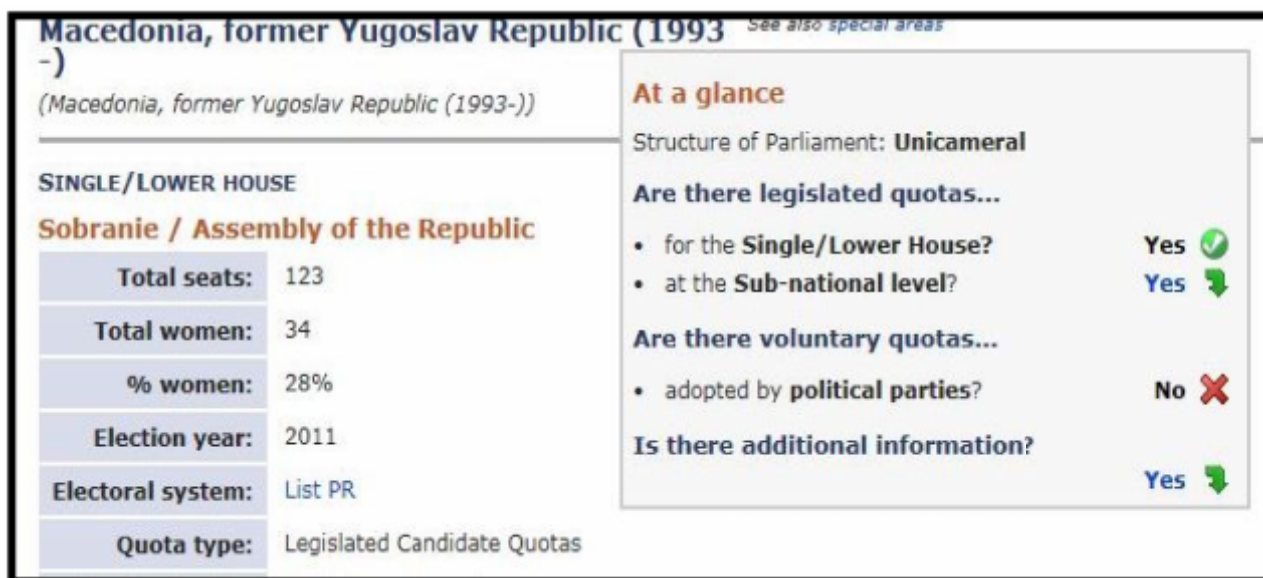 Macedonia, former Yugoslav Republic (1993
-)
See also special areas
(Macedonia, former Yugoslav Republic (1993-))
SINGLE/LOWER HOUSE
Sobranie / Assembly of the Republic
Total seats: 123
Total women: 34
% women: 28%
Election year: 2011
Electoral system: List PR
Quota type: Legislated Candidate Quotas
At a glance
Structure of Parliament: Unicameral
Are there legislated quotas...
• for the Single/Lower House? Yes
• at the Sub-national level? Yes
Are there voluntary quotas...
• adopted by political parties? No
Is there additional information?
Yes